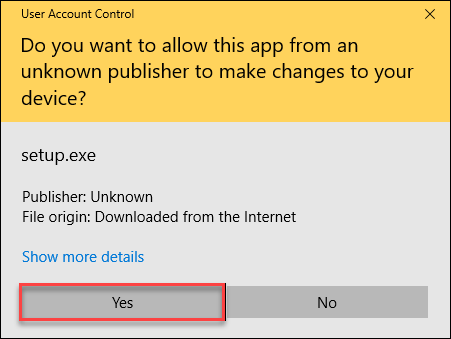 User Account Control
Do you want to allow this app from an
unknown publisher to make changes to your
device?
setup.exe
Publisher: Unknown
File origin: Downloaded from the Internet
Show more details
Yes No